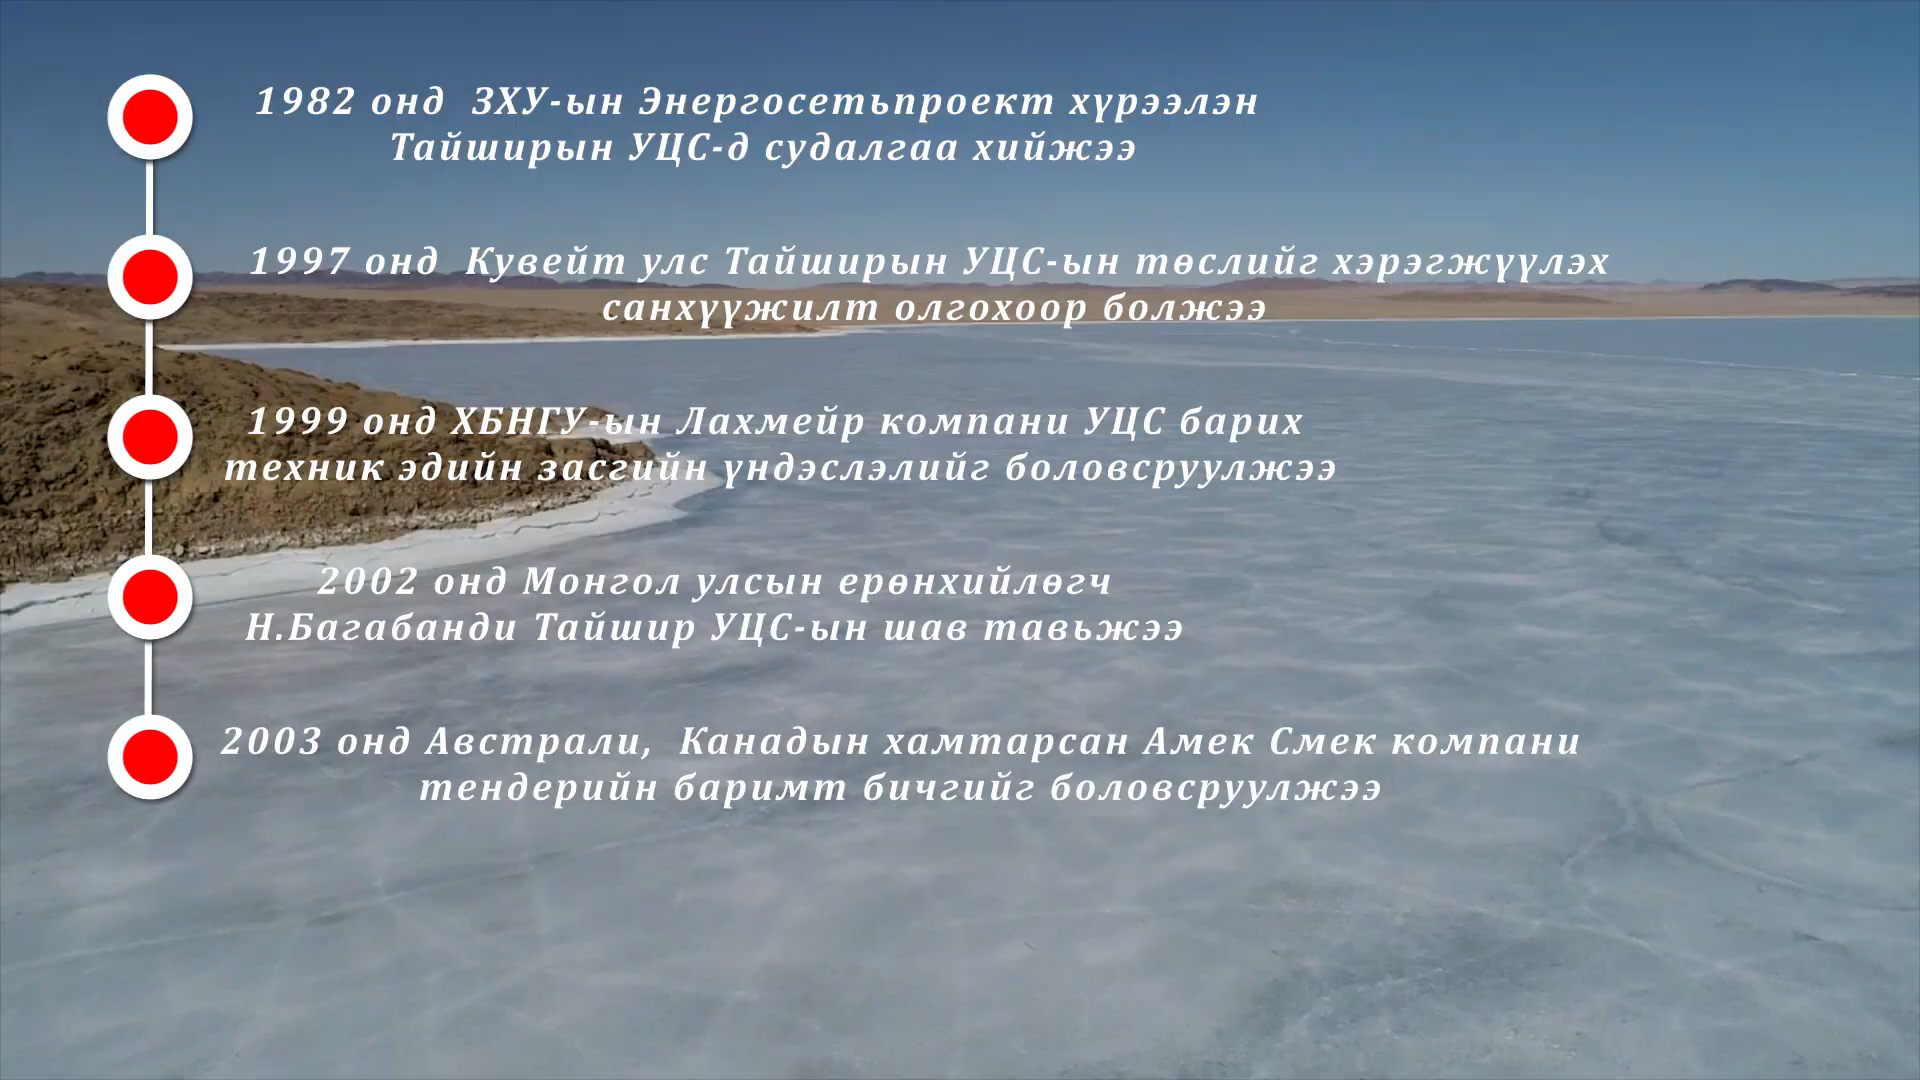 1982 онд ЗХУ-ын Энергосетьпроект хүрээлэн
Тайширын УЦС-д судалгаа хийжээ
1997 онд Кувейт улс Тайширын УЦС-ын төслийг хэрэгжүүлэх
санхүүжилт олгохоор болжээ
1999 онд ХБНГУ-ын Лахмейр компани УЦС барих
техник эдийн засгийн үндэслэлийг боловсруулжээ
2002 онд Монгол улсын ерөнхийлөгч
Н.Багабанди Тайшир УЦС-ын шав тавьжээ
2003 онд Австрали, Канадын хамтарсан Амек Смек компани
тендерийн баримт бичгийг боловсруулжээ